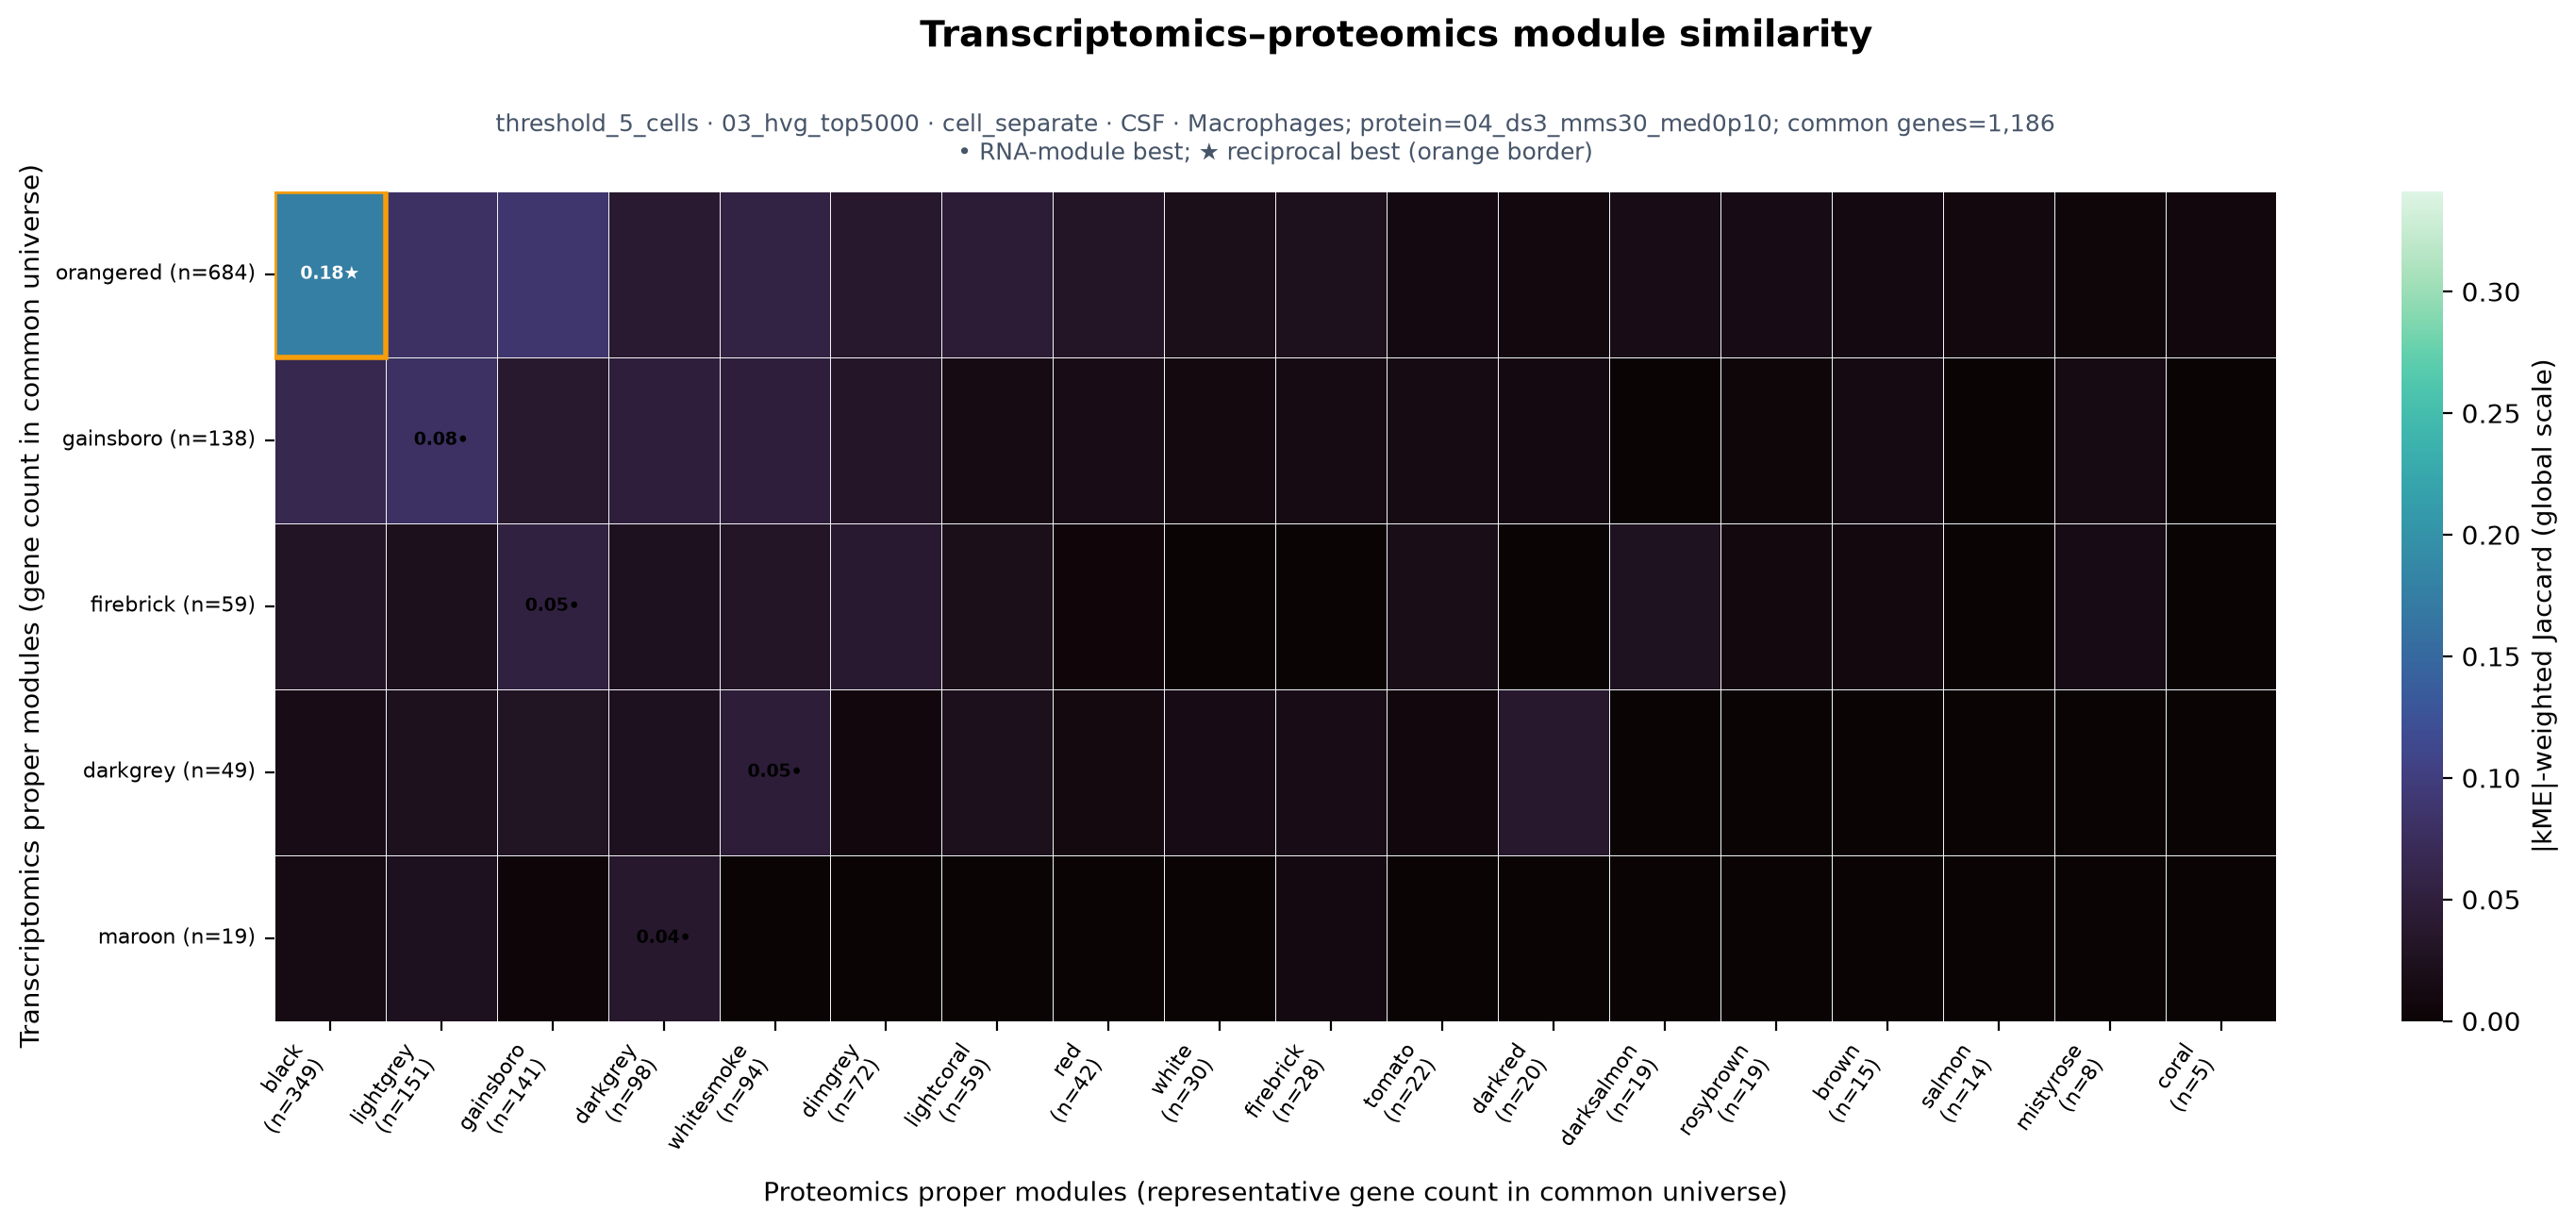 Transcriptomics–proteomics module similarity
threshold_5_cells · 03_hvg_top5000 · cell_separate · CSF · Macrophages; protein=04_ds3_mms30_med0p10; common genes=1,186
• RNA-module best; ★ reciprocal best (orange border)
Transcriptomics proper modules (gene count in common universe)
orangered (n=684)
gainsboro (n=138)
firebrick (n=59)
darkgrey (n=49)
maroon (n=19)
0.18★
0.08•
0.05•
0.05•
0.04•
black
(n=349)
lightgrey
(n=151)
gainsboro
(n=141)
darkgrey
(n=98)
whitesmoke
(n=94)
dimgrey
(n=72)
lightcoral
(n=59)
red
(n=42)
white
(n=30)
firebrick
(n=28)
tomato
(n=22)
darkred
(n=20)
darksalmon
(n=19)
rosybrown
(n=19)
brown
(n=15)
salmon
(n=14)
mistyrose
(n=8)
coral
(n=5)
Proteomics proper modules (representative gene count in common universe)
0.30
0.25
0.20
0.15
0.10
0.05
0.00
|kME|-weighted Jaccard (global scale)